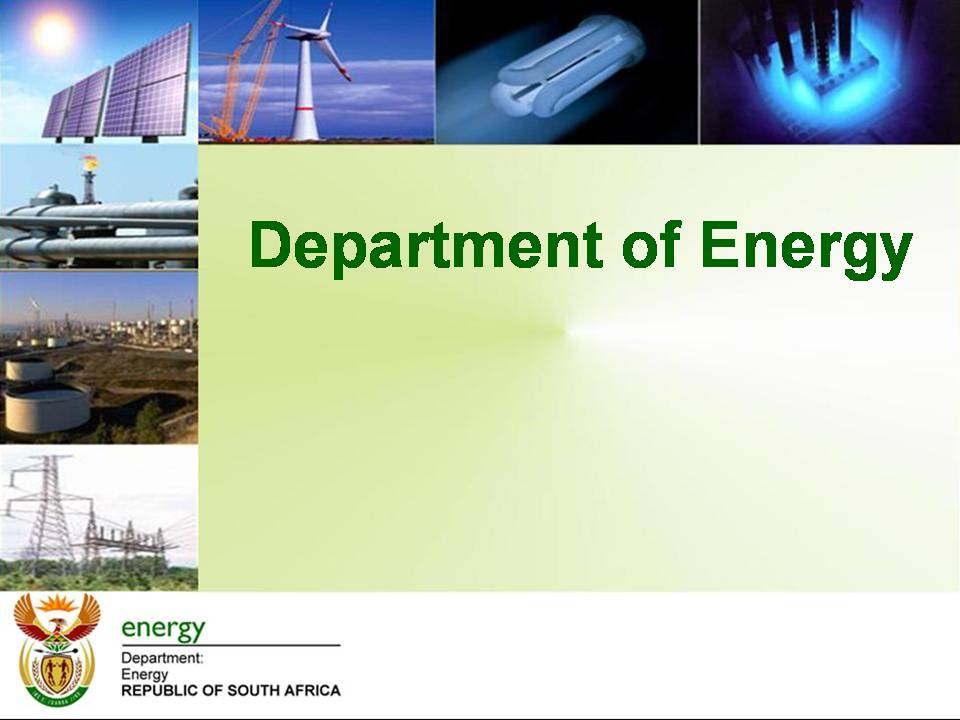 Department of Energy
energy
Department:
Energy
REPUBLIC OF SOUTH AFRICA